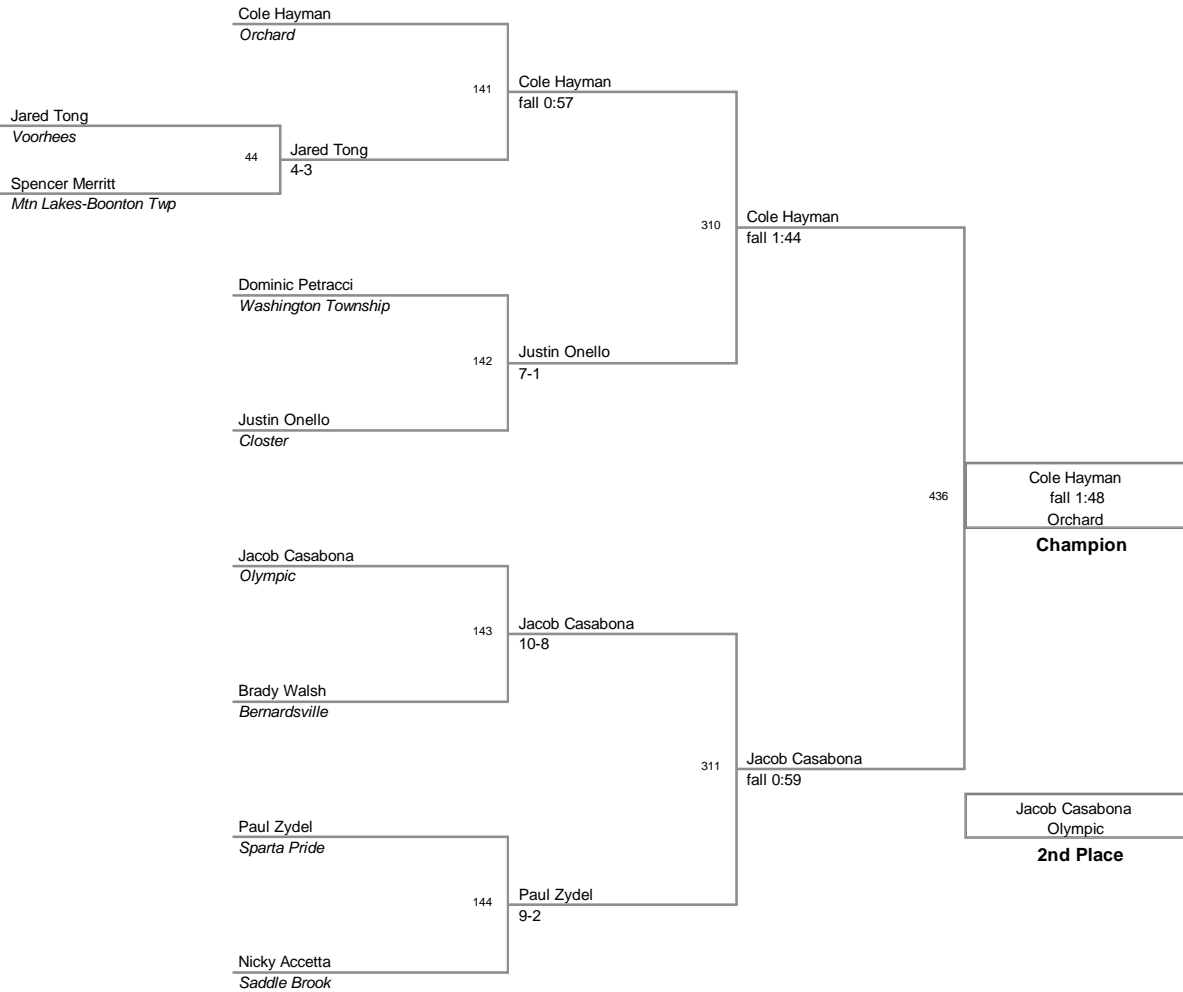 Cole Hayman
Orchard
141
Cole Hayman
fall 0:57
Jared Tong
Voorhees
44
Jared Tong
4-3
Spencer Merritt
Mtn Lakes-Boonton Twp
310
Cole Hayman
fall 1:44
Dominic Petracci
Washington Township
142
Justin Onello
7-1
Justin Onello
Closter
436
Cole Hayman
fall 1:48
Orchard
Champion
Jacob Casabona
Olympic
143
Jacob Casabona
10-8
Brady Walsh
Bernardsville
311
Jacob Casabona
fall 0:59
Jacob Casabona
Olympic
2nd Place
Paul Zydel
Sparta Pride
144
Paul Zydel
9-2
Nicky Accetta
Saddle Brook